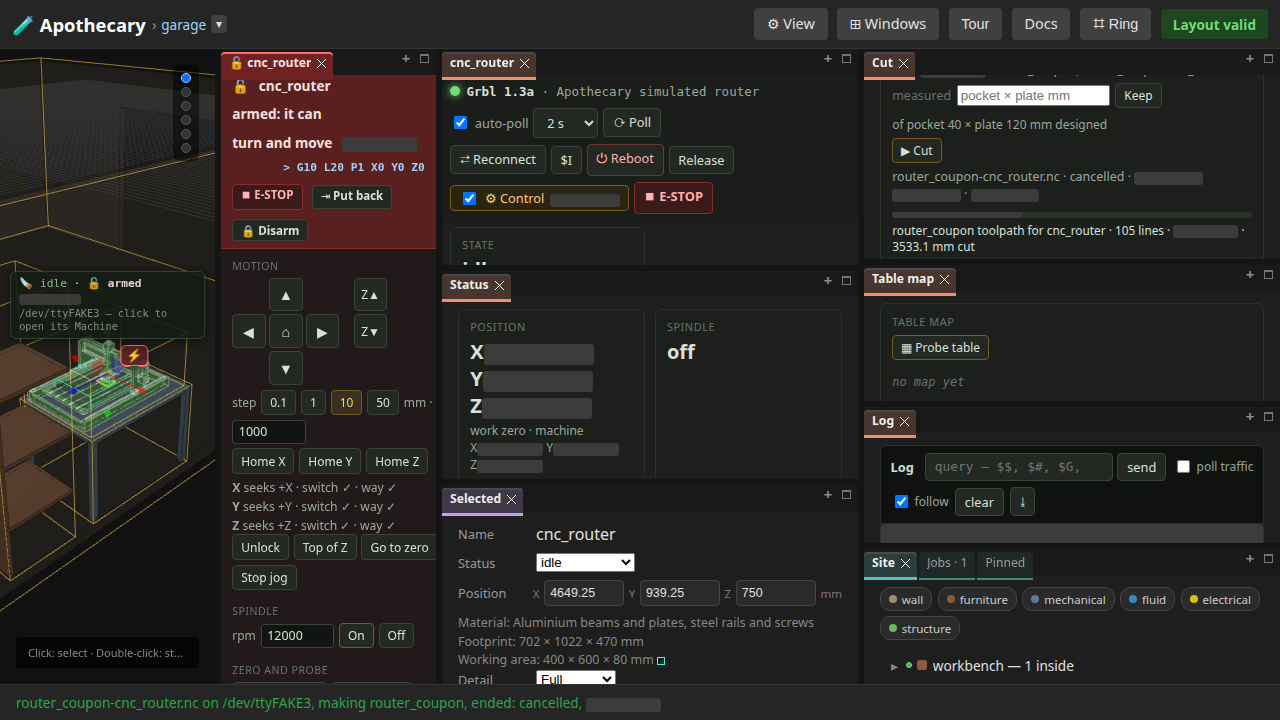 🧪 Apothecary › garage ▾
⚙ View
⊞ Windows
Tour
Docs
⌗ Ring
Layout valid
idle · 🔓 armed
/dev/ttyFAKE3 — click to
open its Machine
Click: select · Double-click: st...
🔓 cnc_router
🔓 cnc_router
armed: it can
turn and move
> G10 L20 P1 X0 Y0 Z0
■ E-STOP
⇥ Put back
🔒 Disarm
MOTION
▲
Z▲
◀ ⌂ ▶
Z▼
▼
step 0.1 1 10 50 mm ·
1000
Home X
Home Y
Home Z
X seeks +X · switch ✓ · way ✓
Y seeks +Y · switch ✓ · way ✓
Z seeks +Z · switch ✓ · way ✓
Unlock
Top of Z
Go to zero
Stop jog
SPINDLE
rpm 12000 On Off
ZERO AND PROBE
cnc_router
Grbl 1.3a · Apothecary simulated router
auto-poll 2 s ⟳ Poll
⇄ Reconnect
$I
⏻ Reboot
Release
⚙ Control
■ E-STOP
STATE
Status
POSITION
X
Y
Z
work zero · machine
X Y
Z
SPINDLE
off
Selected
Name cnc_router
Status idle
Position X 4649.25 Y 939.25 Z 750 mm
Material: Aluminium beams and plates, steel rails and screws
Footprint: 702 × 1022 × 470 mm
Working area: 400 × 600 × 80 mm
Detail Full
Cut
measured pocket × plate mm Keep
of pocket 40 × plate 120 mm designed
▶ Cut
router_coupon-cnc_router.nc · cancelled ·
·
router_coupon toolpath for cnc_router · 105 lines · ·
3533.1 mm cut
Table map
TABLE MAP
▦ Probe table
no map yet
Log
Log query — $$, $#, $G, send poll traffic
follow clear ⤓
Site
Jobs · 1
Pinned
wall
furniture
mechanical
fluid
electrical
structure
▸ workbench — 1 inside
router_coupon-cnc_router.nc on /dev/ttyFAKE3, making router_coupon, ended: cancelled,